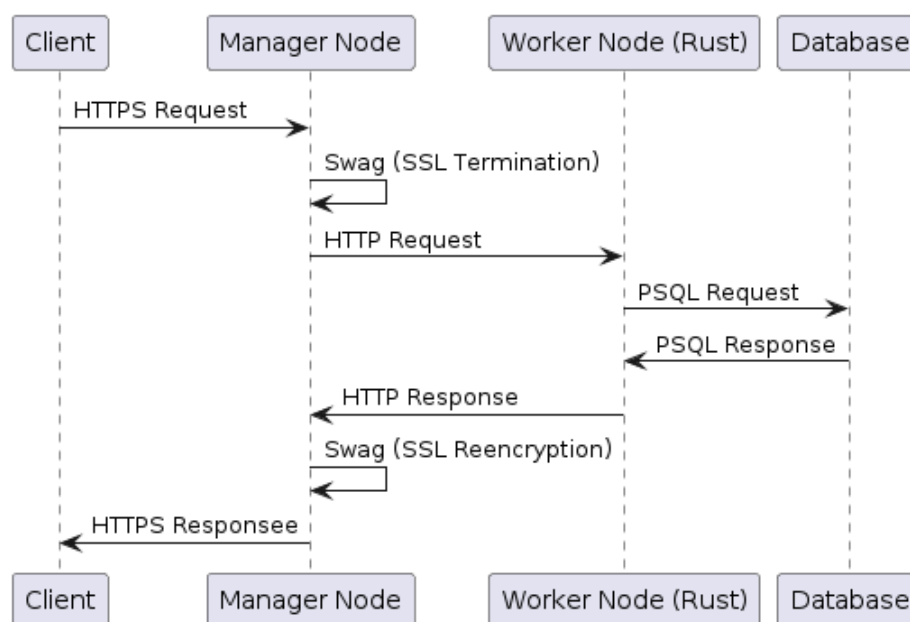 Client Manager Node Worker Node (Rust) Database
HTTPS Request
Swag (SSL Termination)
HTTP Request
PSQL Request
PSQL Response
HTTP Response
Swag (SSL Reencryption)
HTTPS Responsee
Client Manager Node Worker Node (Rust) Database